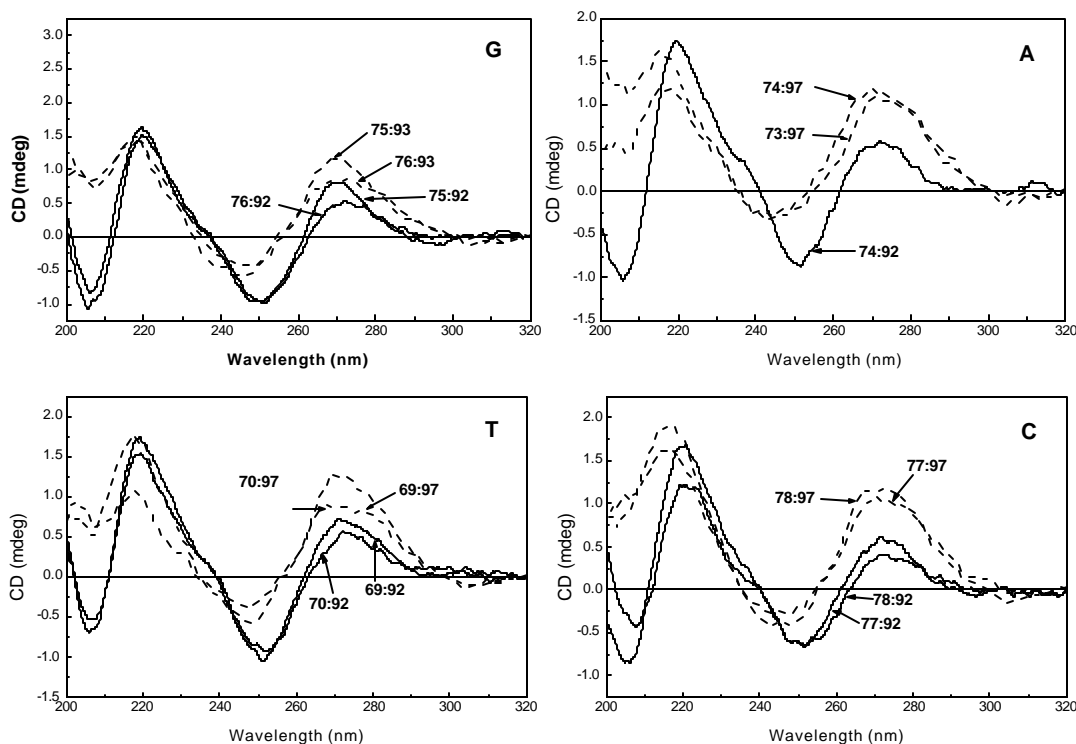 G
CD (mdeg)
3.0
2.5
2.0
1.5
1.0
0.5
0.0
-0.5
-1.0
75:93
76:93
75:92
76:92
200 220 240 260 280 300 320
Wavelength (nm)
A
CD (mdeg)
2.0
1.5
1.0
0.5
0.0
-0.5
-1.0
-1.5
74:97
73:97
74:92
200 220 240 260 280 300 320
Wavelength (nm)
T
CD (mdeg)
2.0
1.5
1.0
0.5
0.0
-0.5
-1.0
-1.5
70:97
69:97
70:92
69:92
200 220 240 260 280 300 320
Wavelength (nm)
C
CD (mdeg)
2.0
1.5
1.0
0.5
0.0
-0.5
-1.0
77:97
78:97
78:92
77:92
200 220 240 260 280 300 320
Wavelength (nm)